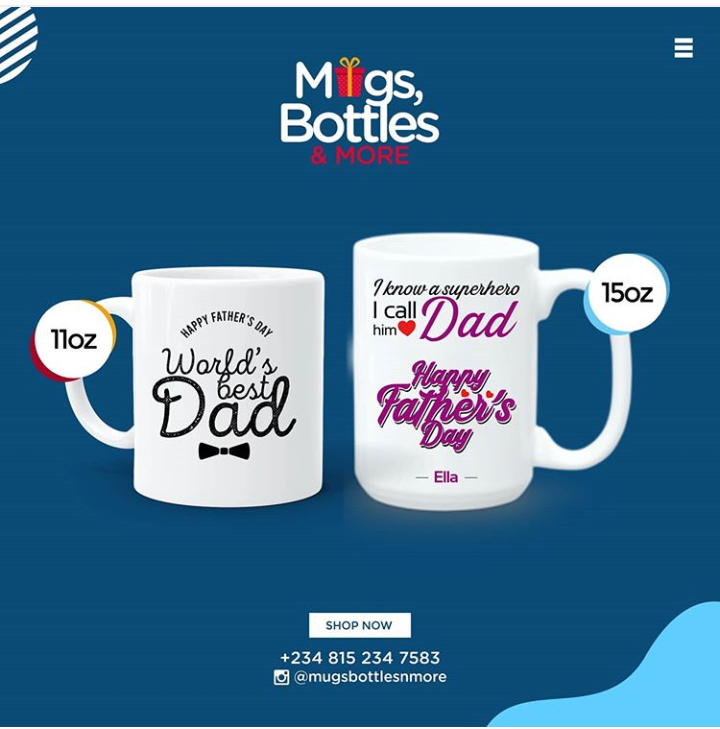 Mugs,
Bottles
& MORE
11oz
HAPPY FATHER'S DAY
World's
best
Dad
15oz
I know a superhero
I call
him Dad
Happy
Father's
Day
— Ella —
SHOP NOW
+234 815 234 7583
@mugsbottlesnmore